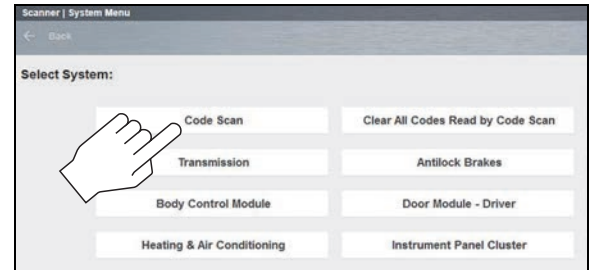 Scanner | System Menu
← Back
Select System:
Code Scan
Clear All Codes Read by Code Scan
Transmission
Antilock Brakes
Body Control Module
Door Module - Driver
Heating & Air Conditioning
Instrument Panel Cluster